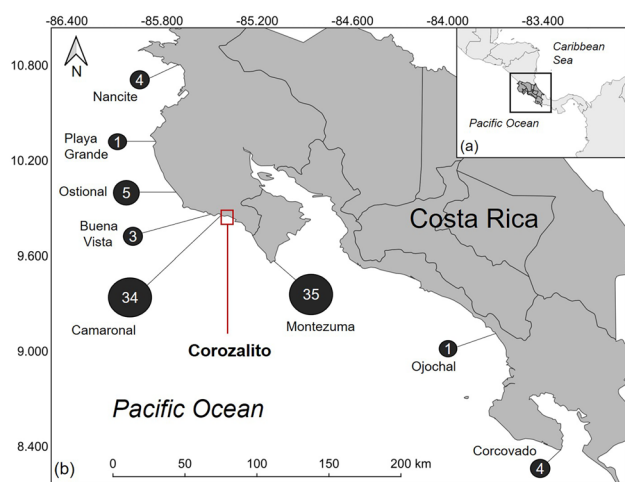 -86.400
-85.800
-85.200
-84.600
-84.000
-83.400
10.800
10.200
9.600
9.000
8.400
N
4
Nancite
1
Playa
Grande
5
Ostional
3
Buena
Vista
34
Camaronal
35
Montezuma
Corozalito
Costa Rica
1
Ojochal
Corcovado
4
Pacific Ocean
(b)
0
50
100
150
200 km
Caribbean
Sea
Pacific Ocean
(a)